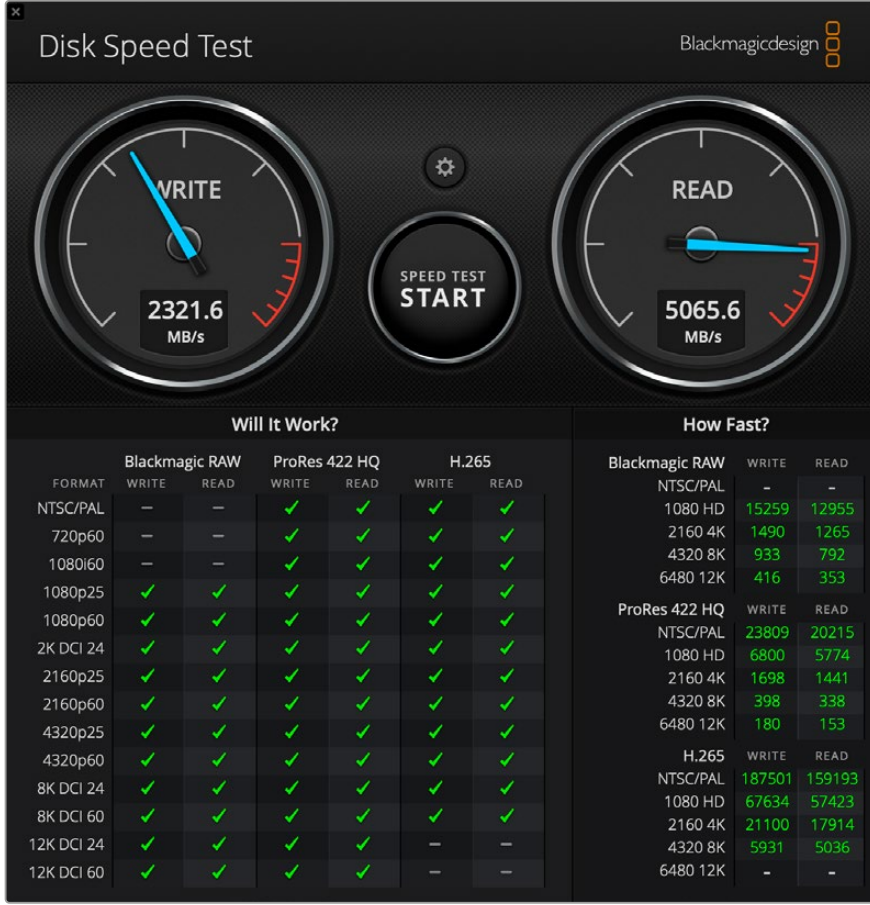 Disk Speed Test
Blackmagicdesign
WRITE
2321.6
MB/s
SPEED TEST
START
READ
5065.6
MB/s
Will It Work?
Blackmagic RAW ProRes 422 HQ H.265
FORMAT WRITE READ WRITE READ WRITE READ
NTSC/PAL – – ✓ ✓ ✓ ✓
720p60 – – ✓ ✓ ✓ ✓
1080i60 – – ✓ ✓ ✓ ✓
1080p25 ✓ ✓ ✓ ✓ ✓ ✓
1080p60 ✓ ✓ ✓ ✓ ✓ ✓
2K DCI 24 ✓ ✓ ✓ ✓ ✓ ✓
2160p25 ✓ ✓ ✓ ✓ ✓ ✓
2160p60 ✓ ✓ ✓ ✓ ✓ ✓
4320p25 ✓ ✓ ✓ ✓ ✓ ✓
4320p60 ✓ ✓ ✓ ✓ ✓ ✓
8K DCI 24 ✓ ✓ ✓ ✓ ✓ ✓
8K DCI 60 ✓ ✓ ✓ ✓ ✓ ✓
12K DCI 24 ✓ ✓ ✓ ✓ – –
12K DCI 60 ✓ ✓ ✓ ✓ – –
How Fast?
Blackmagic RAW WRITE READ
NTSC/PAL - -
1080 HD 15259 12955
2160 4K 1490 1265
4320 8K 933 792
6480 12K 416 353
ProRes 422 HQ WRITE READ
NTSC/PAL 23809 20215
1080 HD 6800 5774
2160 4K 1698 1441
4320 8K 398 338
6480 12K 180 153
H.265 WRITE READ
NTSC/PAL 187501 159193
1080 HD 67634 57423
2160 4K 21100 17914
4320 8K 5931 5036
6480 12K - -